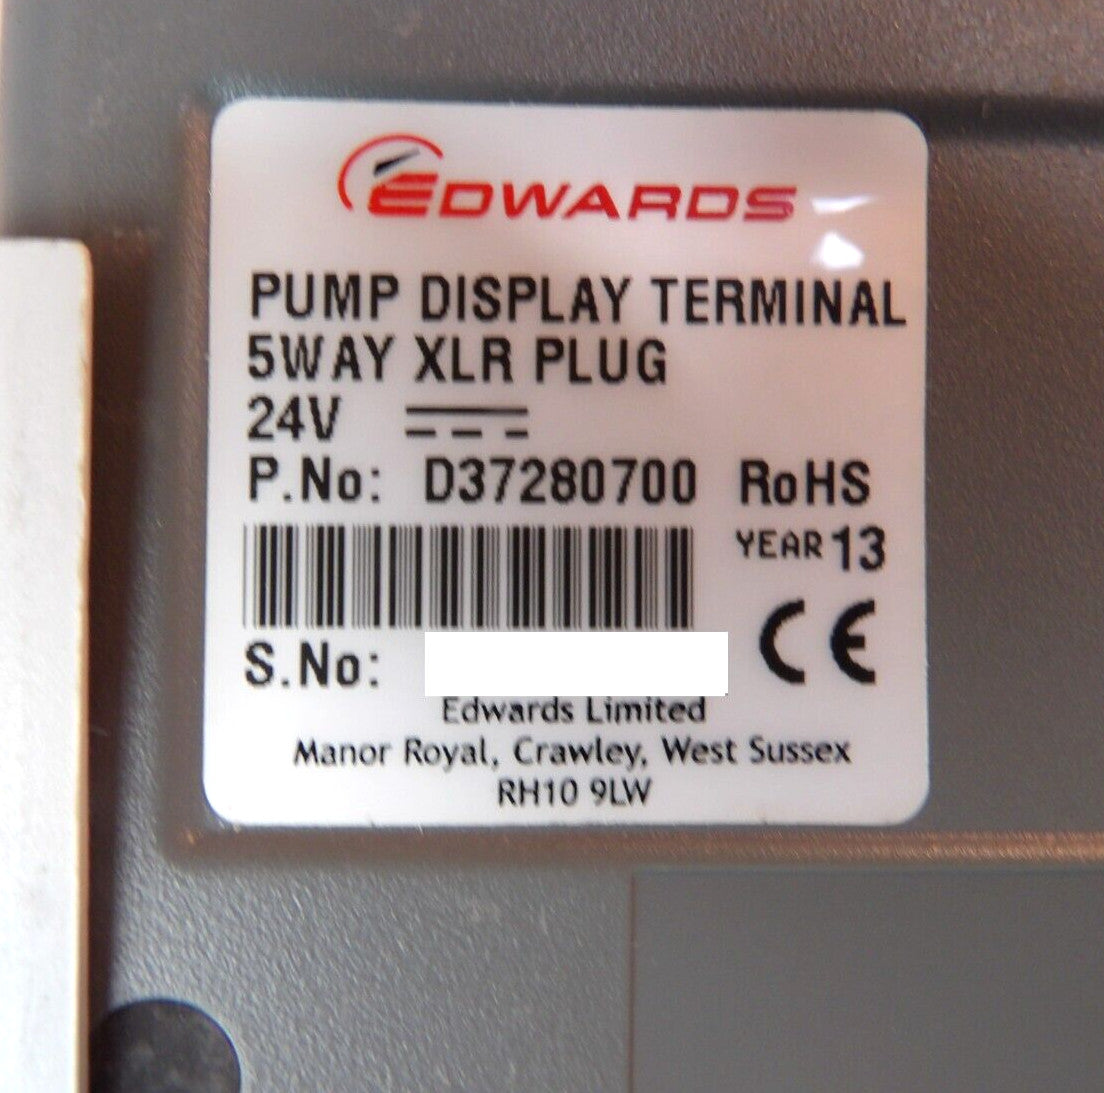 EDWARDS
PUMP DISPLAY TERMINAL
5WAY XLR PLUG
24V
P.No: D37280700 RoHS
YEAR 13
CE
S.No:
Edwards Limited
Manor Royal, Crawley, West Sussex
RH10 9LW